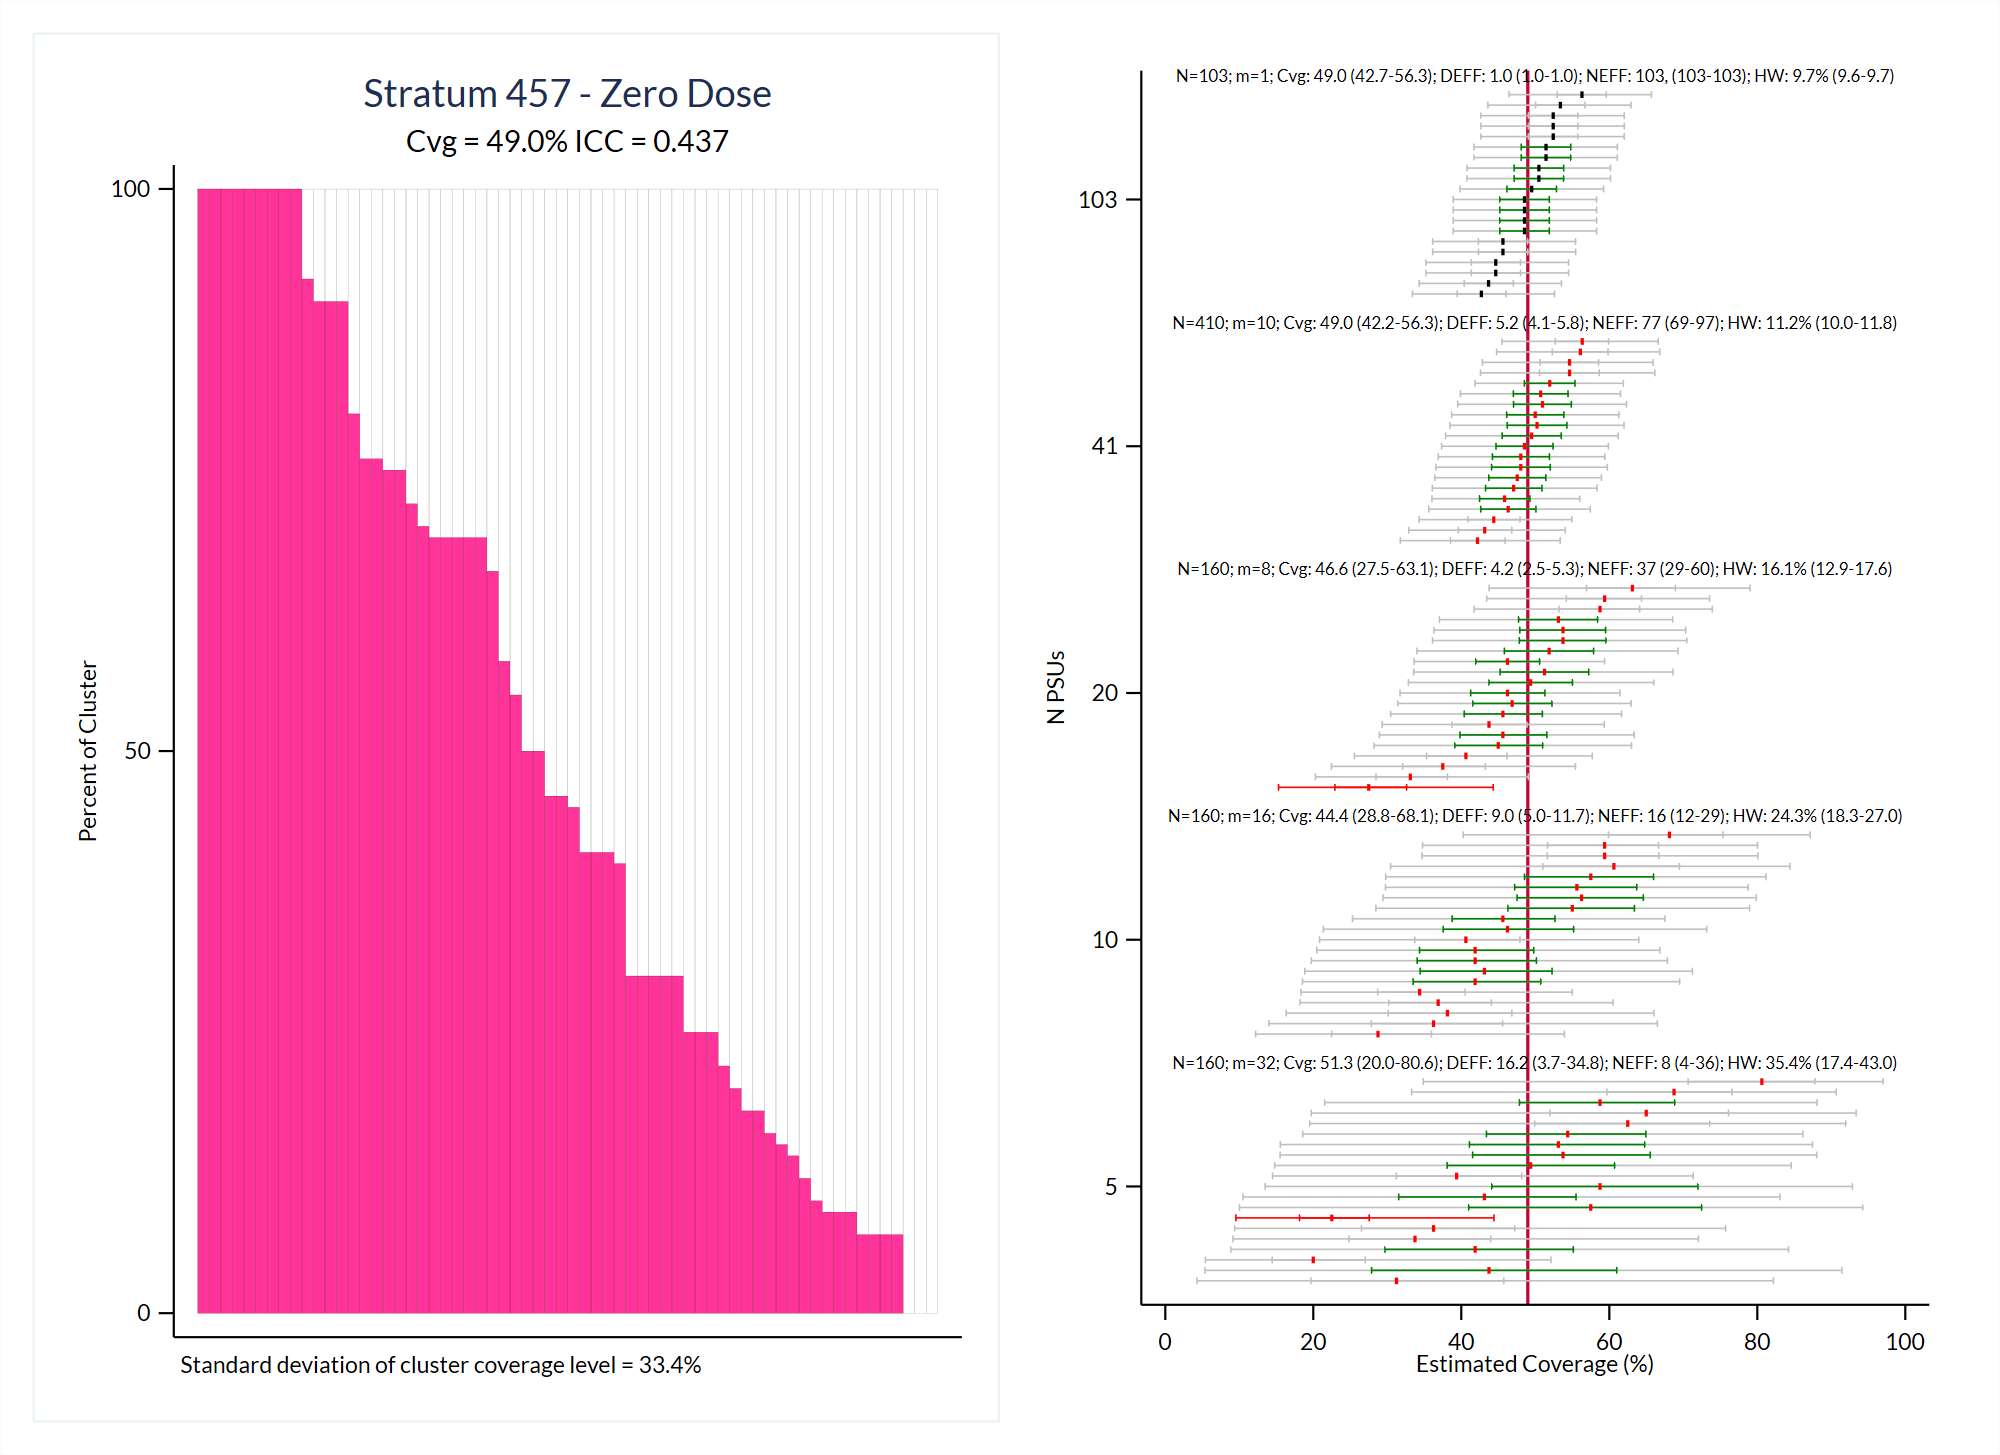 Stratum 457 - Zero Dose
Cvg = 49.0% ICC = 0.437
100
50
0
Percent of Cluster
Standard deviation of cluster coverage level = 33.4%
N=103; m=1; Cvg: 49.0 (42.7-56.3); DEFF: 1.0 (1.0-1.0); NEFF: 103, (103-103); HW: 9.7% (9.6-9.7)
103
N=410; m=10; Cvg: 49.0 (42.2-56.3); DEFF: 5.2 (4.1-5.8); NEFF: 77 (69-97); HW: 11.2% (10.0-11.8)
41
N=160; m=8; Cvg: 46.6 (27.5-63.1); DEFF: 4.2 (2.5-5.3); NEFF: 37 (29-60); HW: 16.1% (12.9-17.6)
N PSUs
20
N=160; m=16; Cvg: 44.4 (28.8-68.1); DEFF: 9.0 (5.0-11.7); NEFF: 16 (12-29); HW: 24.3% (18.3-27.0)
10
N=160; m=32; Cvg: 51.3 (20.0-80.6); DEFF: 16.2 (3.7-34.8); NEFF: 8 (4-36); HW: 35.4% (17.4-43.0)
5
0 20 40 60 80 100
Estimated Coverage (%)